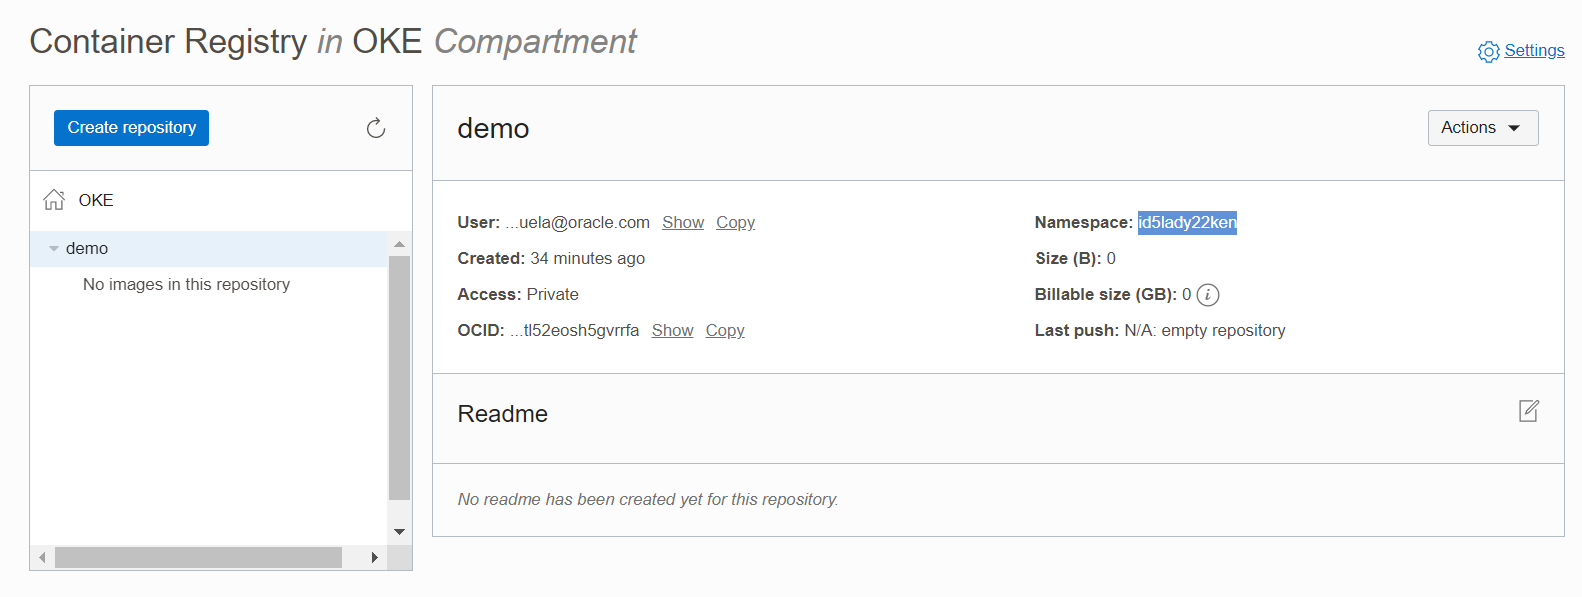 Container Registry in OKE Compartment
Settings
Create repository
OKE
demo
No images in this repository
demo
Actions
User: ...uela@oracle.com Show Copy
Created: 34 minutes ago
Access: Private
OCID: ...tl52eosh5gvrrfa Show Copy
Namespace: id5lady22ken
Size (B): 0
Billable size (GB): 0 i
Last push: N/A: empty repository
Readme
No readme has been created yet for this repository.